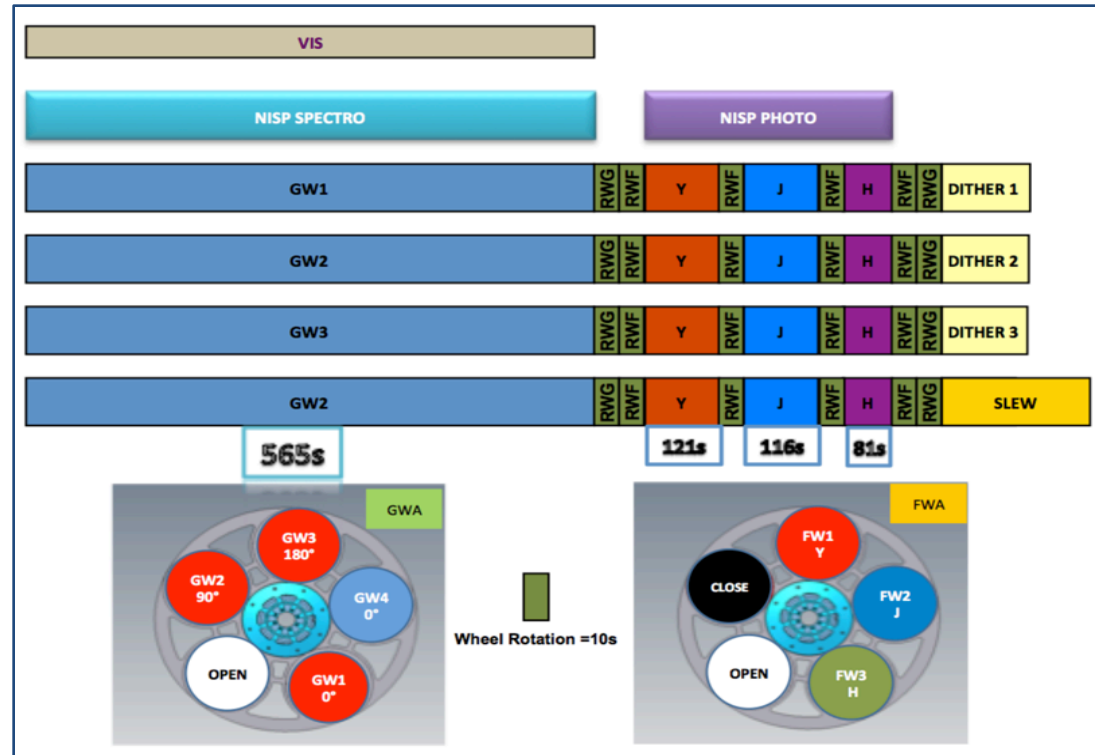 VIS
NISP SPECTRO NISP PHOTO
GW1 RWG RWF Y RWF J RWF H RWF RWG DITHER 1
GW2 RWG RWF Y RWF J RWF H RWF RWG DITHER 2
GW3 RWG RWF Y RWF J RWF H RWF RWG DITHER 3
GW2 RWG RWF Y RWF J RWF H RWF RWG SLEW
565s 121s 116s 81s
GWA
GW3
180°
GW2
90°
GW4
0°
OPEN
GW1
0°
Wheel Rotation =10s
FWA
FW1
Y
CLOSE
FW2
J
OPEN
FW3
H